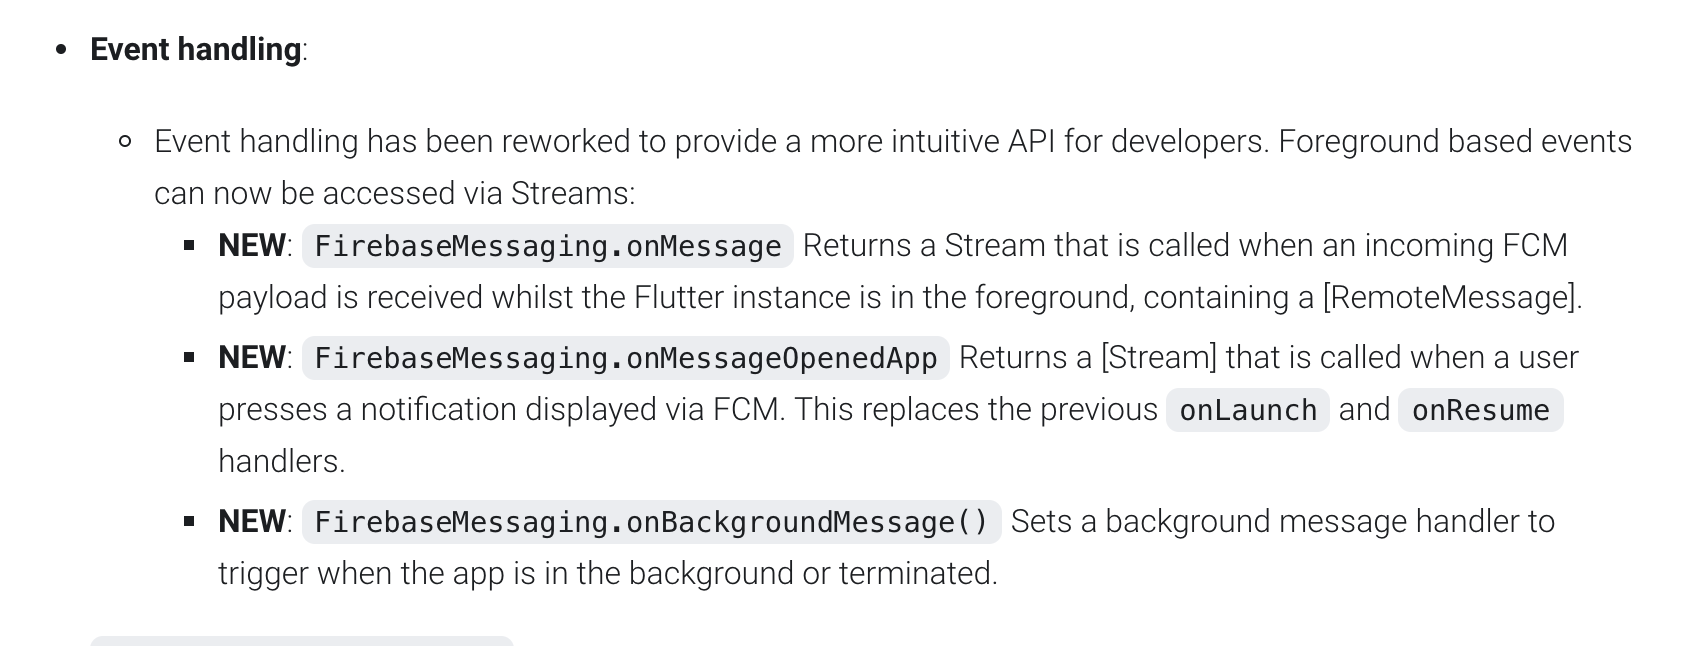 • Event handling:
◦ Event handling has been reworked to provide a more intuitive API for developers. Foreground based events
can now be accessed via Streams:
▪ NEW: FirebaseMessaging.onMessage Returns a Stream that is called when an incoming FCM
payload is received whilst the Flutter instance is in the foreground, containing a [RemoteMessage].
▪ NEW: FirebaseMessaging.onMessageOpenedApp Returns a [Stream] that is called when a user
presses a notification displayed via FCM. This replaces the previous onLaunch and onResume
handlers.
▪ NEW: FirebaseMessaging.onBackgroundMessage() Sets a background message handler to
trigger when the app is in the background or terminated.